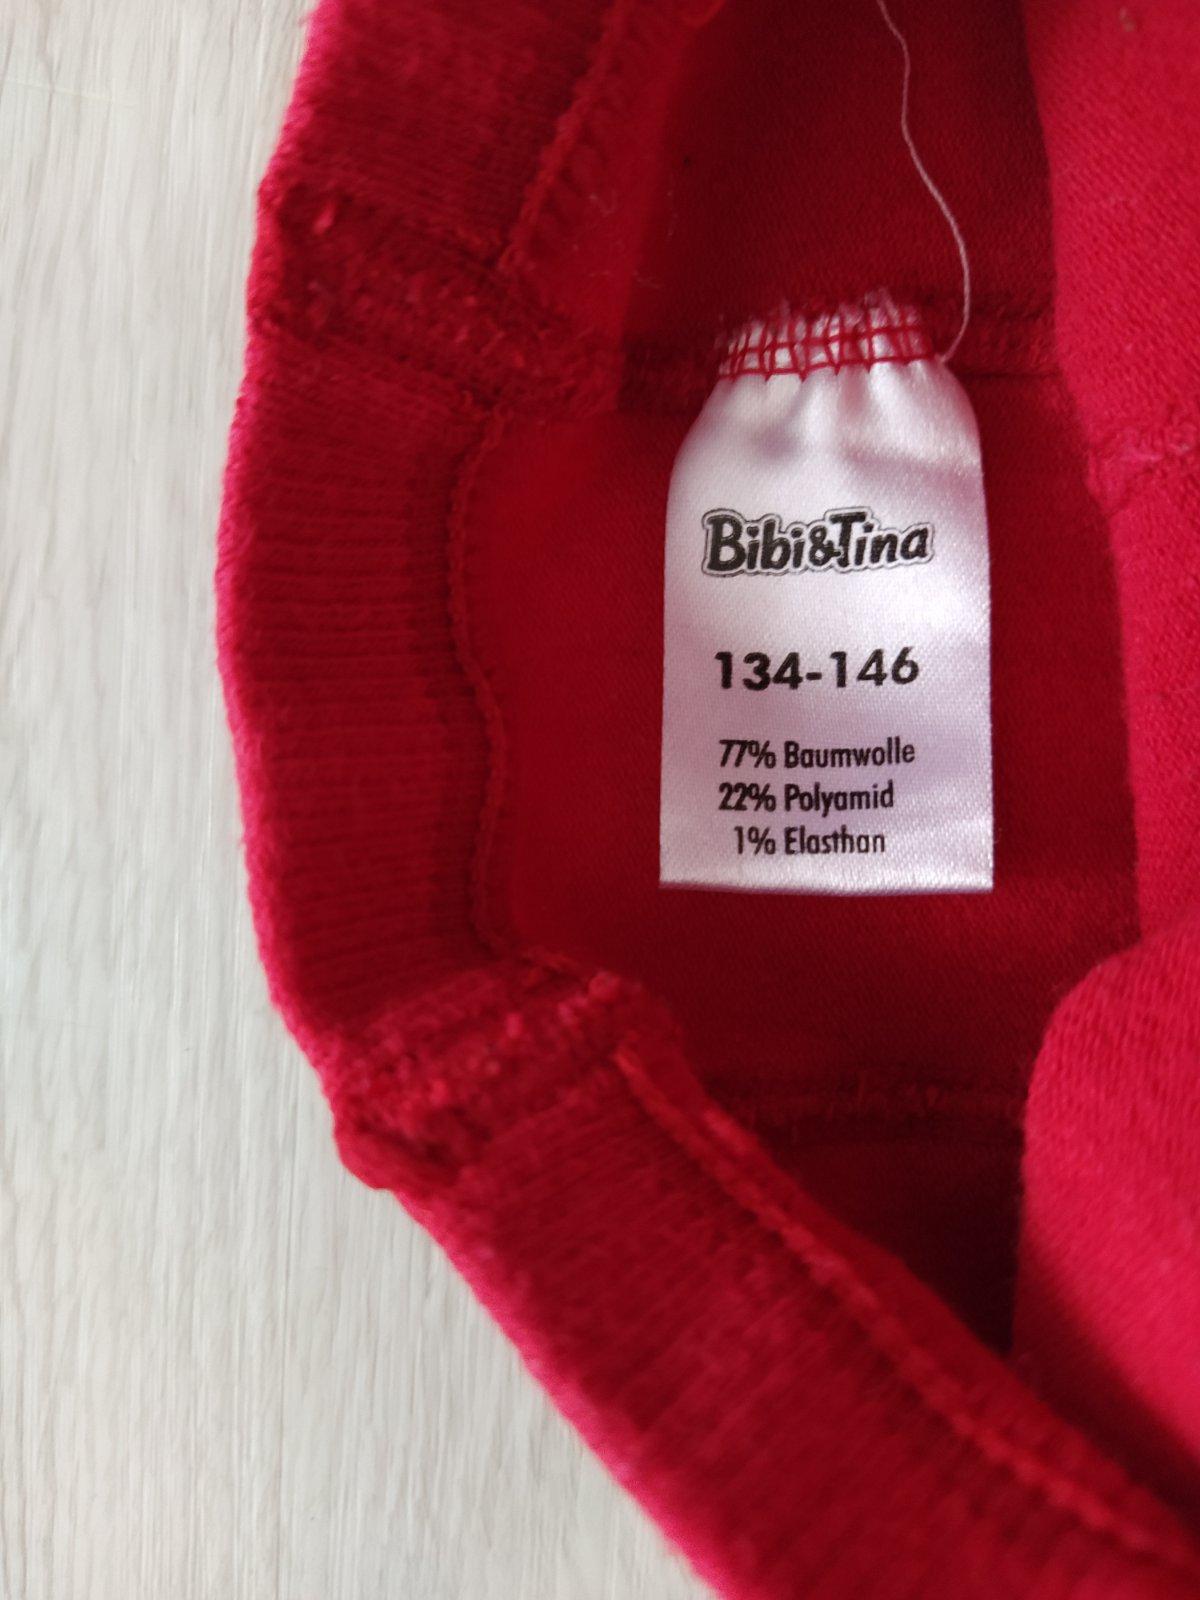 Bibi&Tina
134-146
77% Baumwolle
22% Polyamid
1% Elasthan